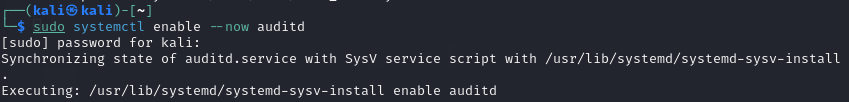 ┌──(kali㉿kali)-[~]
└─$ sudo systemctl enable --now auditd
[sudo] password for kali:
Synchronizing state of auditd.service with SysV service script with /usr/lib/systemd/systemd-sysv-install
.
Executing: /usr/lib/systemd/systemd-sysv-install enable auditd